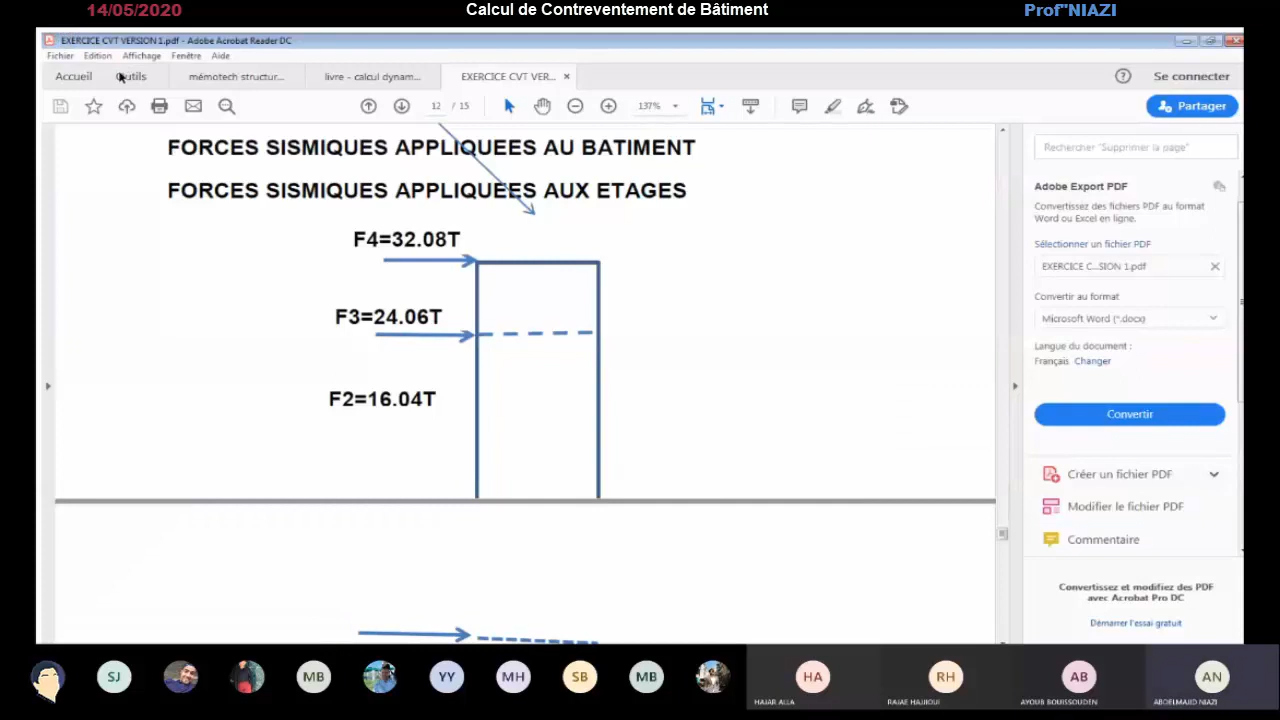 14/05/2020
Calcul de Contreventement de Bâtiment
Prof"NIAZI
EXERCICE CVT VERSION 1.pdf - Adobe Acrobat Reader DC
Fichier Edition Affichage Fenêtre Aide
Accueil Outils mémotech structur... livre - calcul dynam... EXERCICE CVT VER... ×
Se connecter
12 / 15
137%
Partager
FORCES SISMIQUES APPLIQUEES AU BATIMENT
FORCES SISMIQUES APPLIQUEES AUX ETAGES
F4=32.08T
F3=24.06T
F2=16.04T
Rechercher "Supprimer la page"
Adobe Export PDF
Convertissez des fichiers PDF au format
Word ou Excel en ligne.
Sélectionner un fichier PDF
EXERCICE C...SION 1.pdf
Convertir au format
Microsoft Word (*.docx)
Langue du document :
Français Changer
Convertir
Créer un fichier PDF
Modifier le fichier PDF
Commentaire
Convertissez et modifiez des PDF
avec Acrobat Pro DC
Démarrer l'essai gratuit
SJ MB YY MH SB MB HA RH AB AN
HAJAR ALLA RAJAE HAJIOUI AYOUB BOUISSOUDEN ABDELMAJID NIAZI